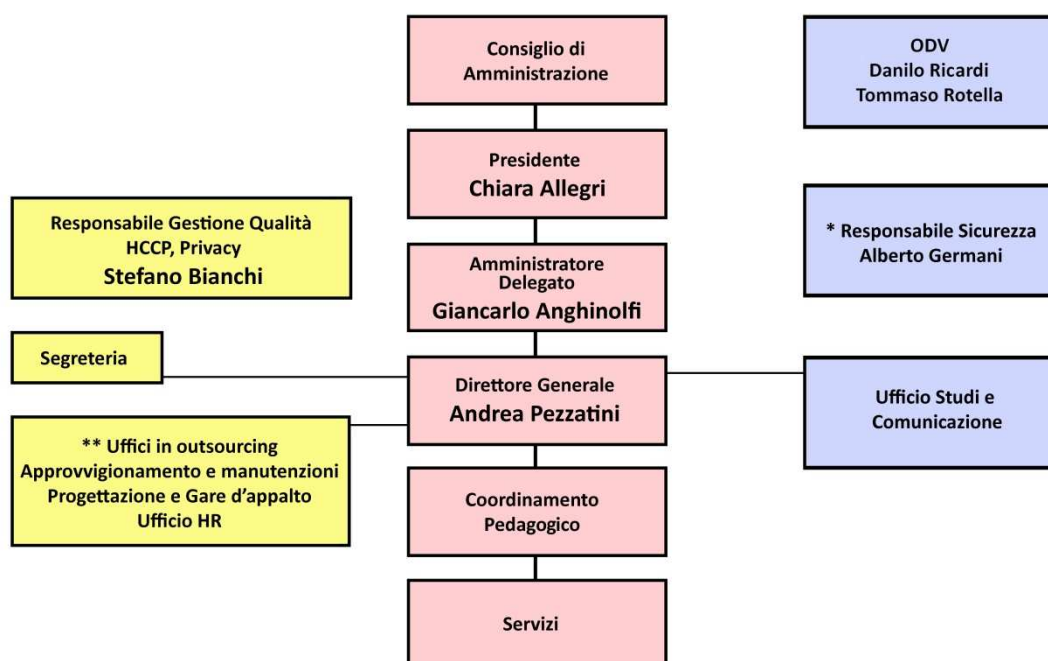 Consiglio di
Amministrazione
ODV
Danilo Ricardi
Tommaso Rotella
Presidente
Chiara Allegri
Responsabile Gestione Qualità
HCCP, Privacy
Stefano Bianchi
* Responsabile Sicurezza
Alberto Germani
Amministratore
Delegato
Giancarlo Anghinolfi
Segreteria
Direttore Generale
Andrea Pezzatini
Ufficio Studi e
Comunicazione
** Uffici in outsourcing
Approvvigionamento e manutenzioni
Progettazione e Gare d’appalto
Ufficio HR
Coordinamento
Pedagogico
Servizi